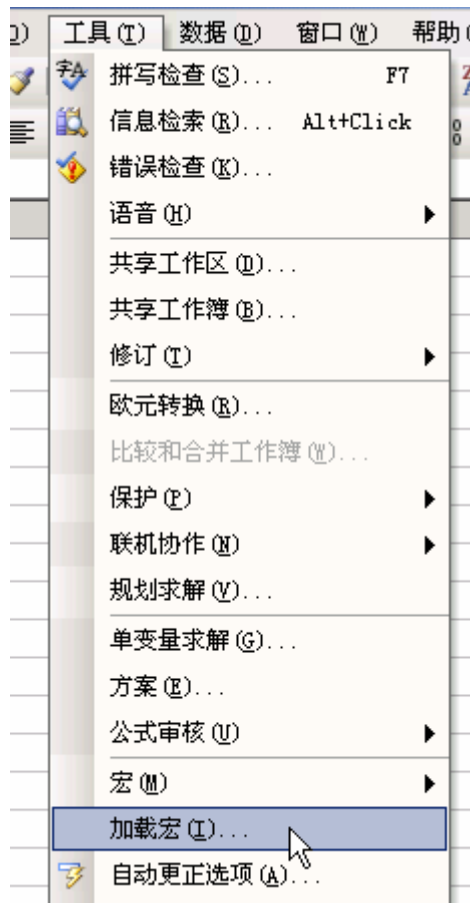 工具(T) 数据(D) 窗口(W) 帮助(
拼写检查(S)... F7
信息检索(R)... Alt+Click
错误检查(K)...
语音(H)
共享工作区(D)...
共享工作簿(B)...
修订(T)
欧元转换(R)...
比较和合并工作簿(W)...
保护(P)
联机协作(N)
规划求解(V)...
单变量求解(G)...
方案(E)...
公式审核(U)
宏(M)
加载宏(I)...
自动更正选项(A)...